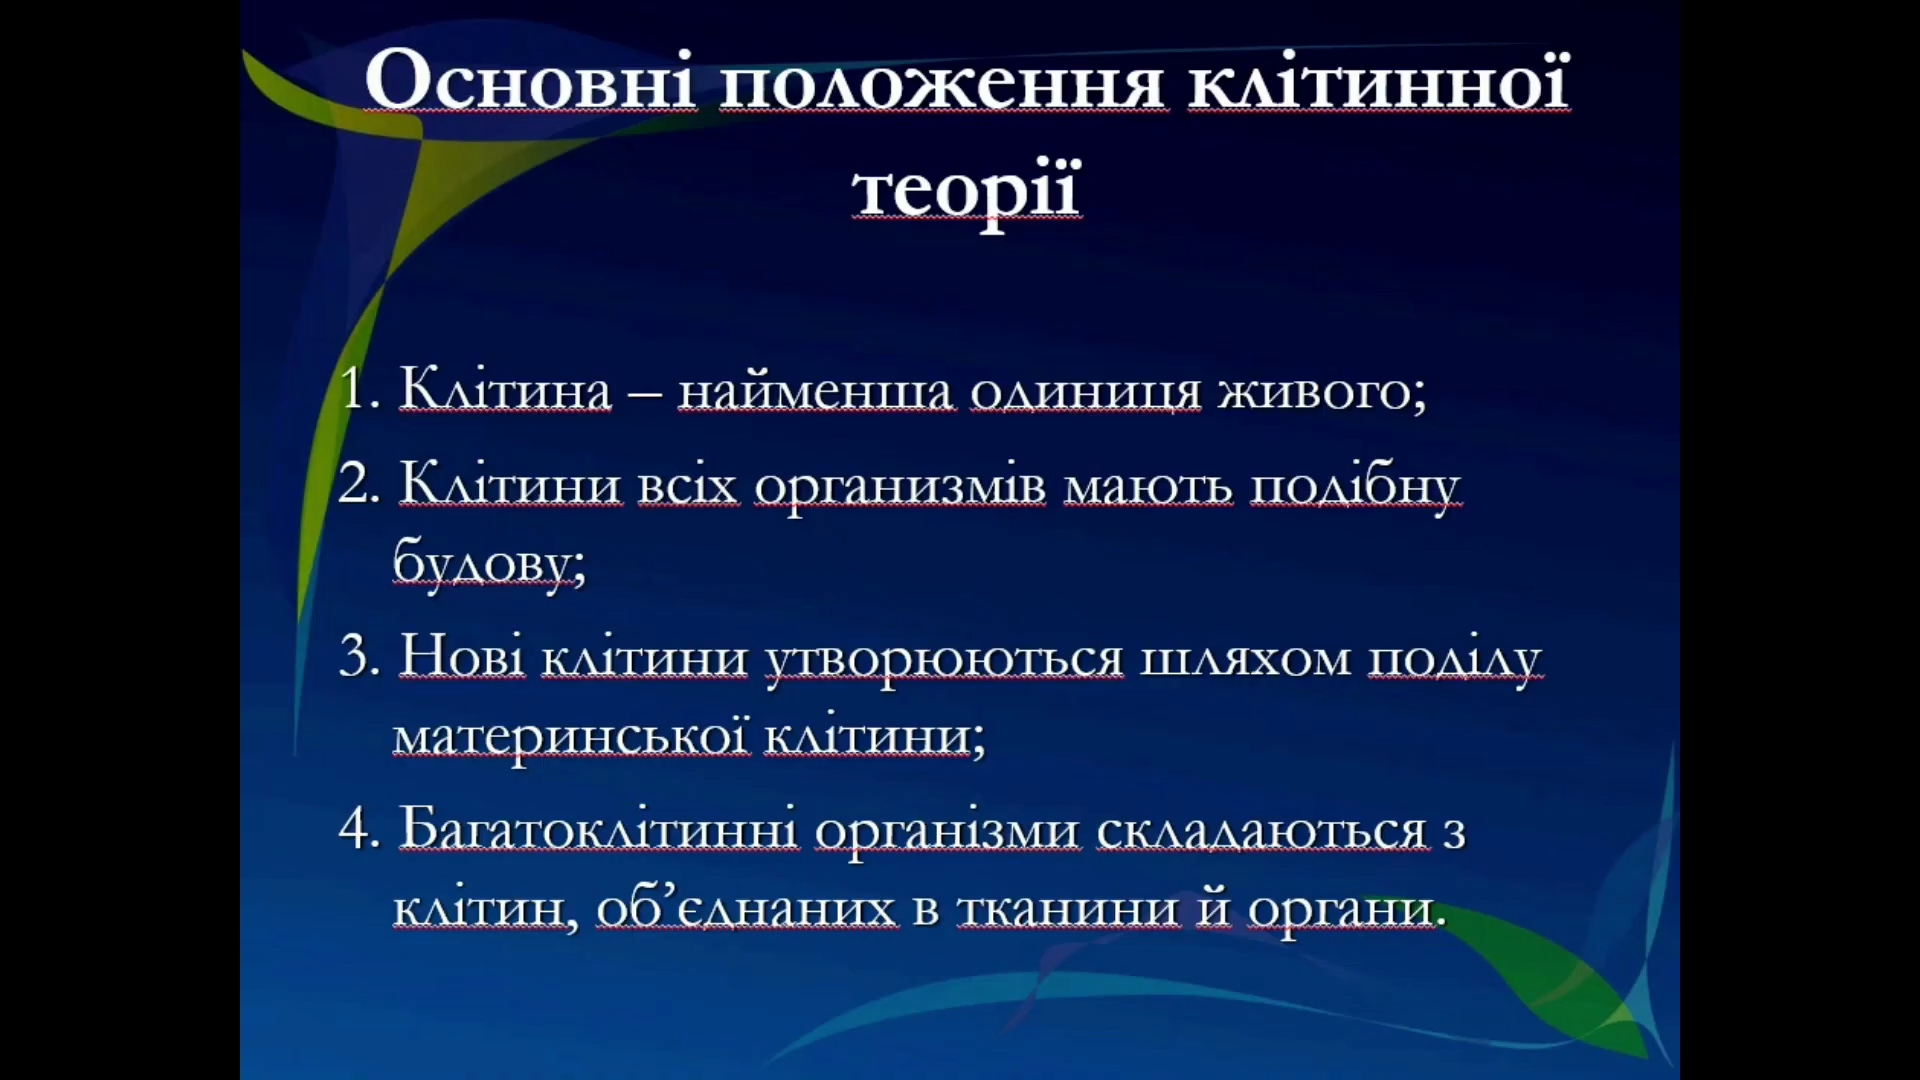 Основні положення клітинної
теорії
1. Клітина – найменша одиниця живого;
2. Клітини всіх организмів мають подібну
будову;
3. Нові клітини утворюються шляхом поділу
материнської клітини;
4. Багатоклітинні організми складаються з
клітин, об’єднаних в тканини й органи.